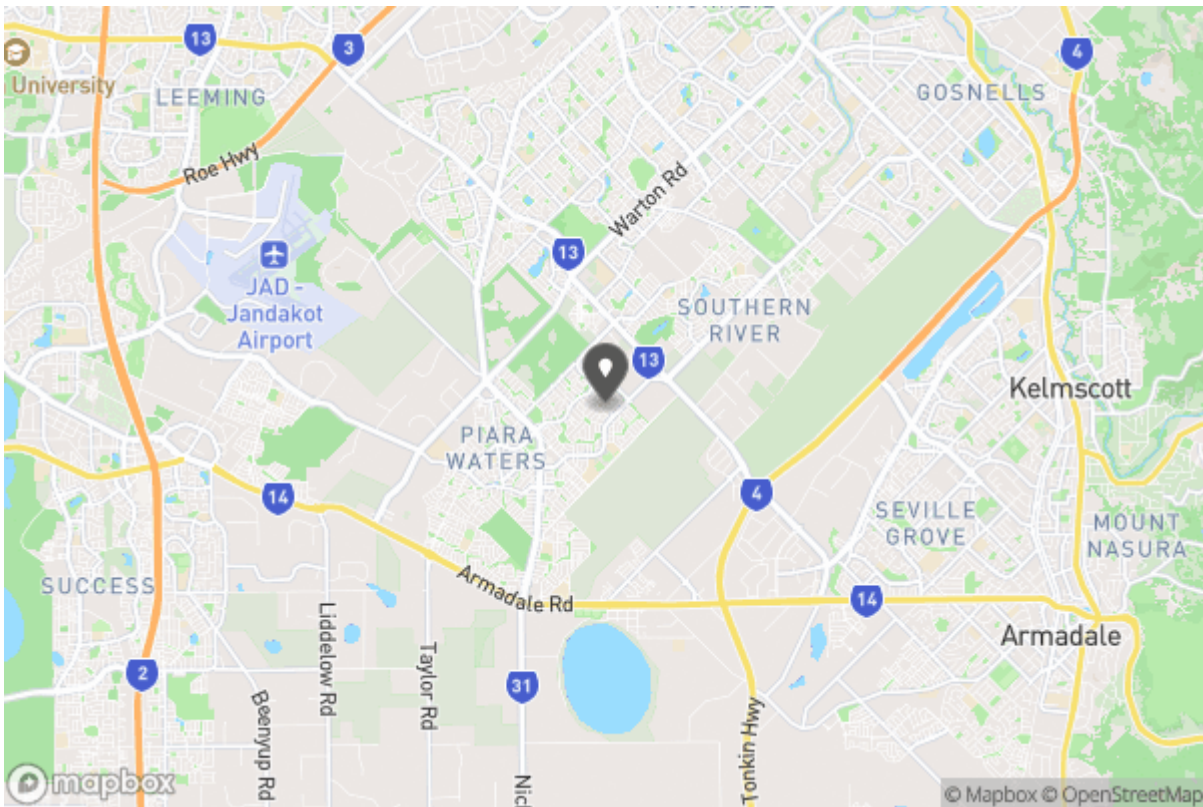 13
3
4
University
LEEMING
GOSNELLS
Roe Hwy
Warton Rd
13
JAD -
Jandakot
Airport
SOUTHERN
RIVER
13
Kelmscott
PIARA
WATERS
14
4
SEVILLE
GROVE
MOUNT
NASURA
SUCCESS
Armadale Rd
14
Liddelow Rd
Taylor Rd
Armadale
2
31
Beenyup Rd
Tonkin Hwy
Nicl
mapbox
© Mapbox © OpenStreetMap